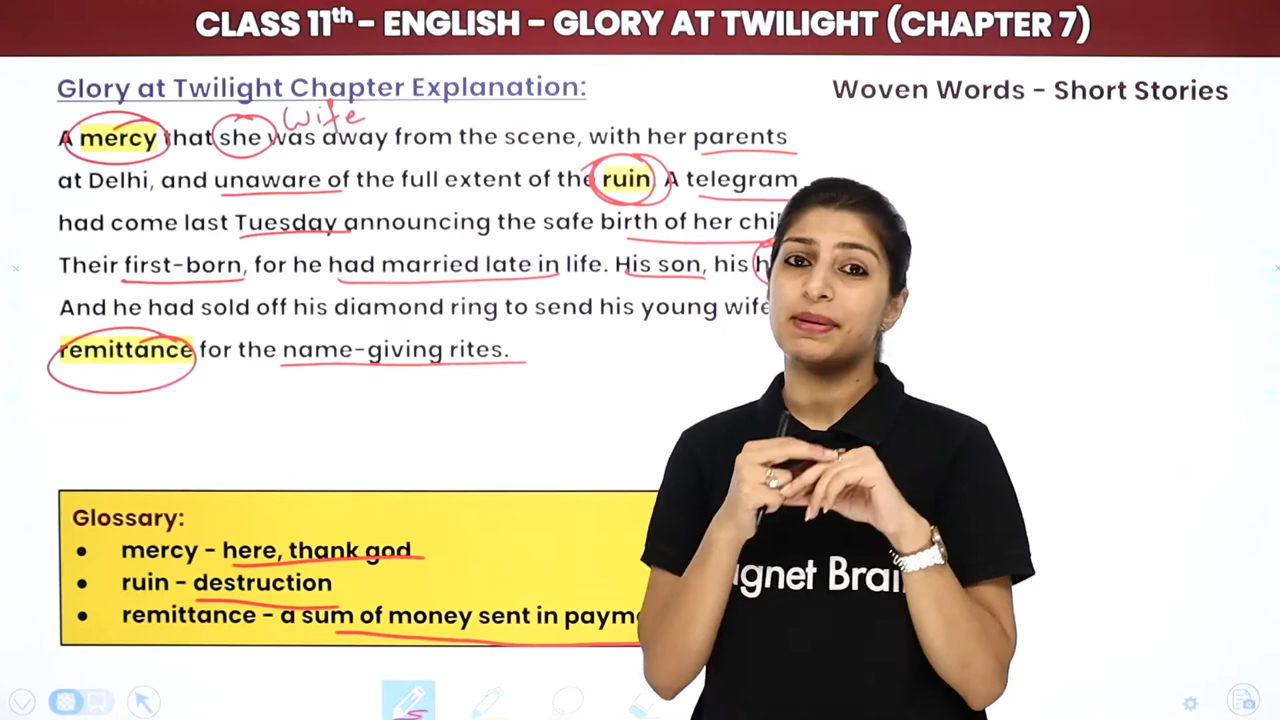 CLASS 11th - ENGLISH - GLORY AT TWILIGHT (CHAPTER 7)
Glory at Twilight Chapter Explanation:
Woven Words - Short Stories
Wife
A mercy that she was away from the scene, with her parents
at Delhi, and unaware of the full extent of the ruin. A telegram
had come last Tuesday announcing the safe birth of her
Their first-born, for he had married late in life. His son, his
And he had sold off his diamond ring to send his young wife
remittance for the name-giving rites.
Glossary:
● mercy - here, thank god
● ruin - destruction
● remittance - a sum of money sent in